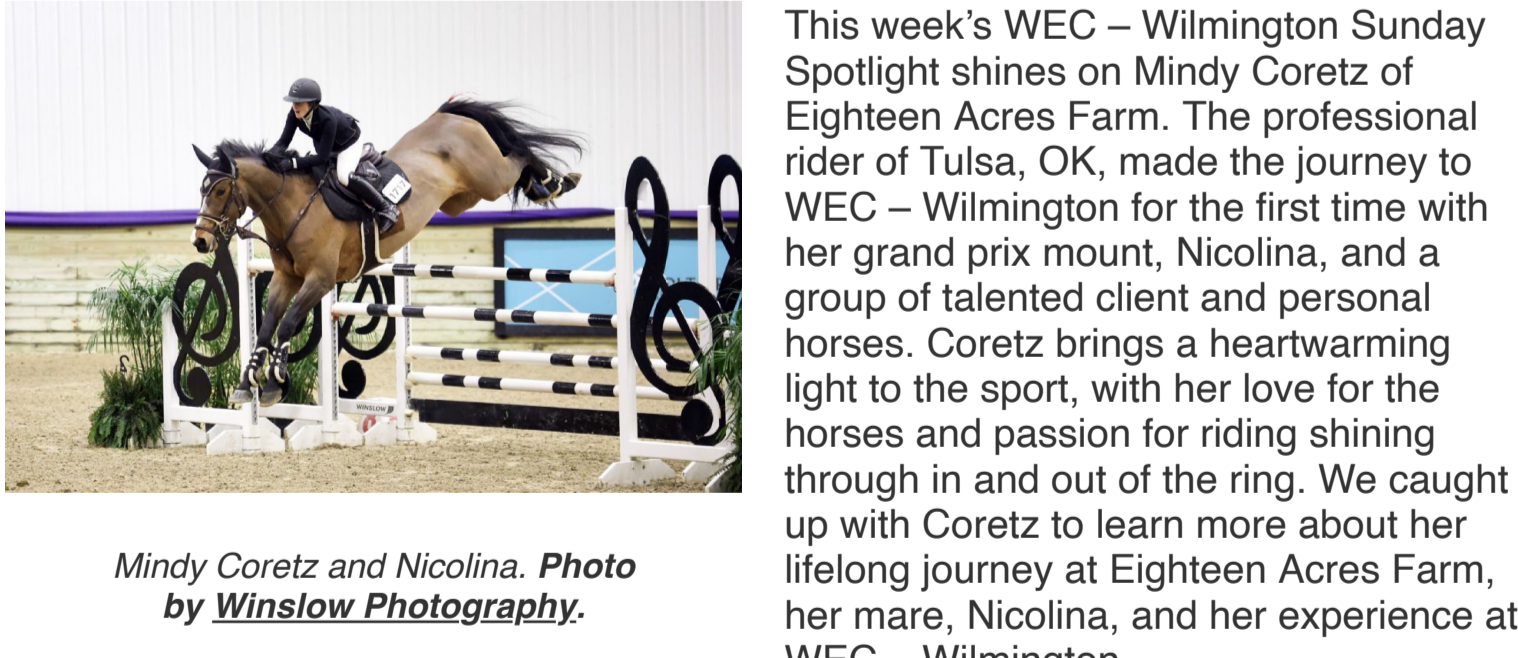 1717
WINSLOW
Mindy Coretz and Nicolina. Photo
by Winslow Photography.
This week’s WEC – Wilmington Sunday
Spotlight shines on Mindy Coretz of
Eighteen Acres Farm. The professional
rider of Tulsa, OK, made the journey to
WEC – Wilmington for the first time with
her grand prix mount, Nicolina, and a
group of talented client and personal
horses. Coretz brings a heartwarming
light to the sport, with her love for the
horses and passion for riding shining
through in and out of the ring. We caught
up with Coretz to learn more about her
lifelong journey at Eighteen Acres Farm,
her mare, Nicolina, and her experience at
WEC – Wilmington